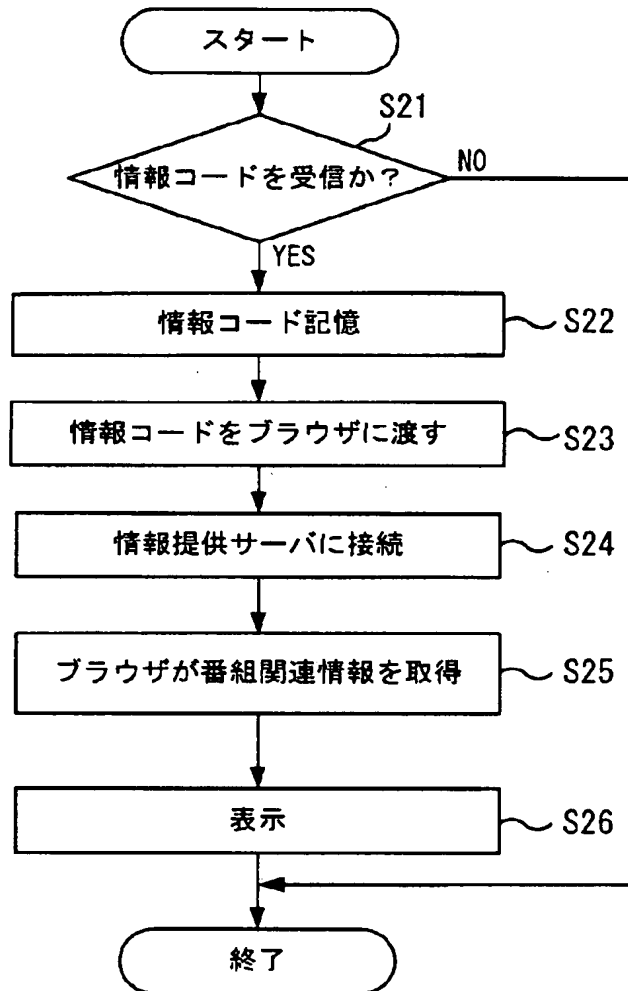 スタート
S21
情報コードを受信か？
NO
YES
情報コード記憶
S22
情報コードをブラウザに渡す
S23
情報提供サーバに接続
S24
ブラウザが番組関連情報を取得
S25
表示
S26
終了